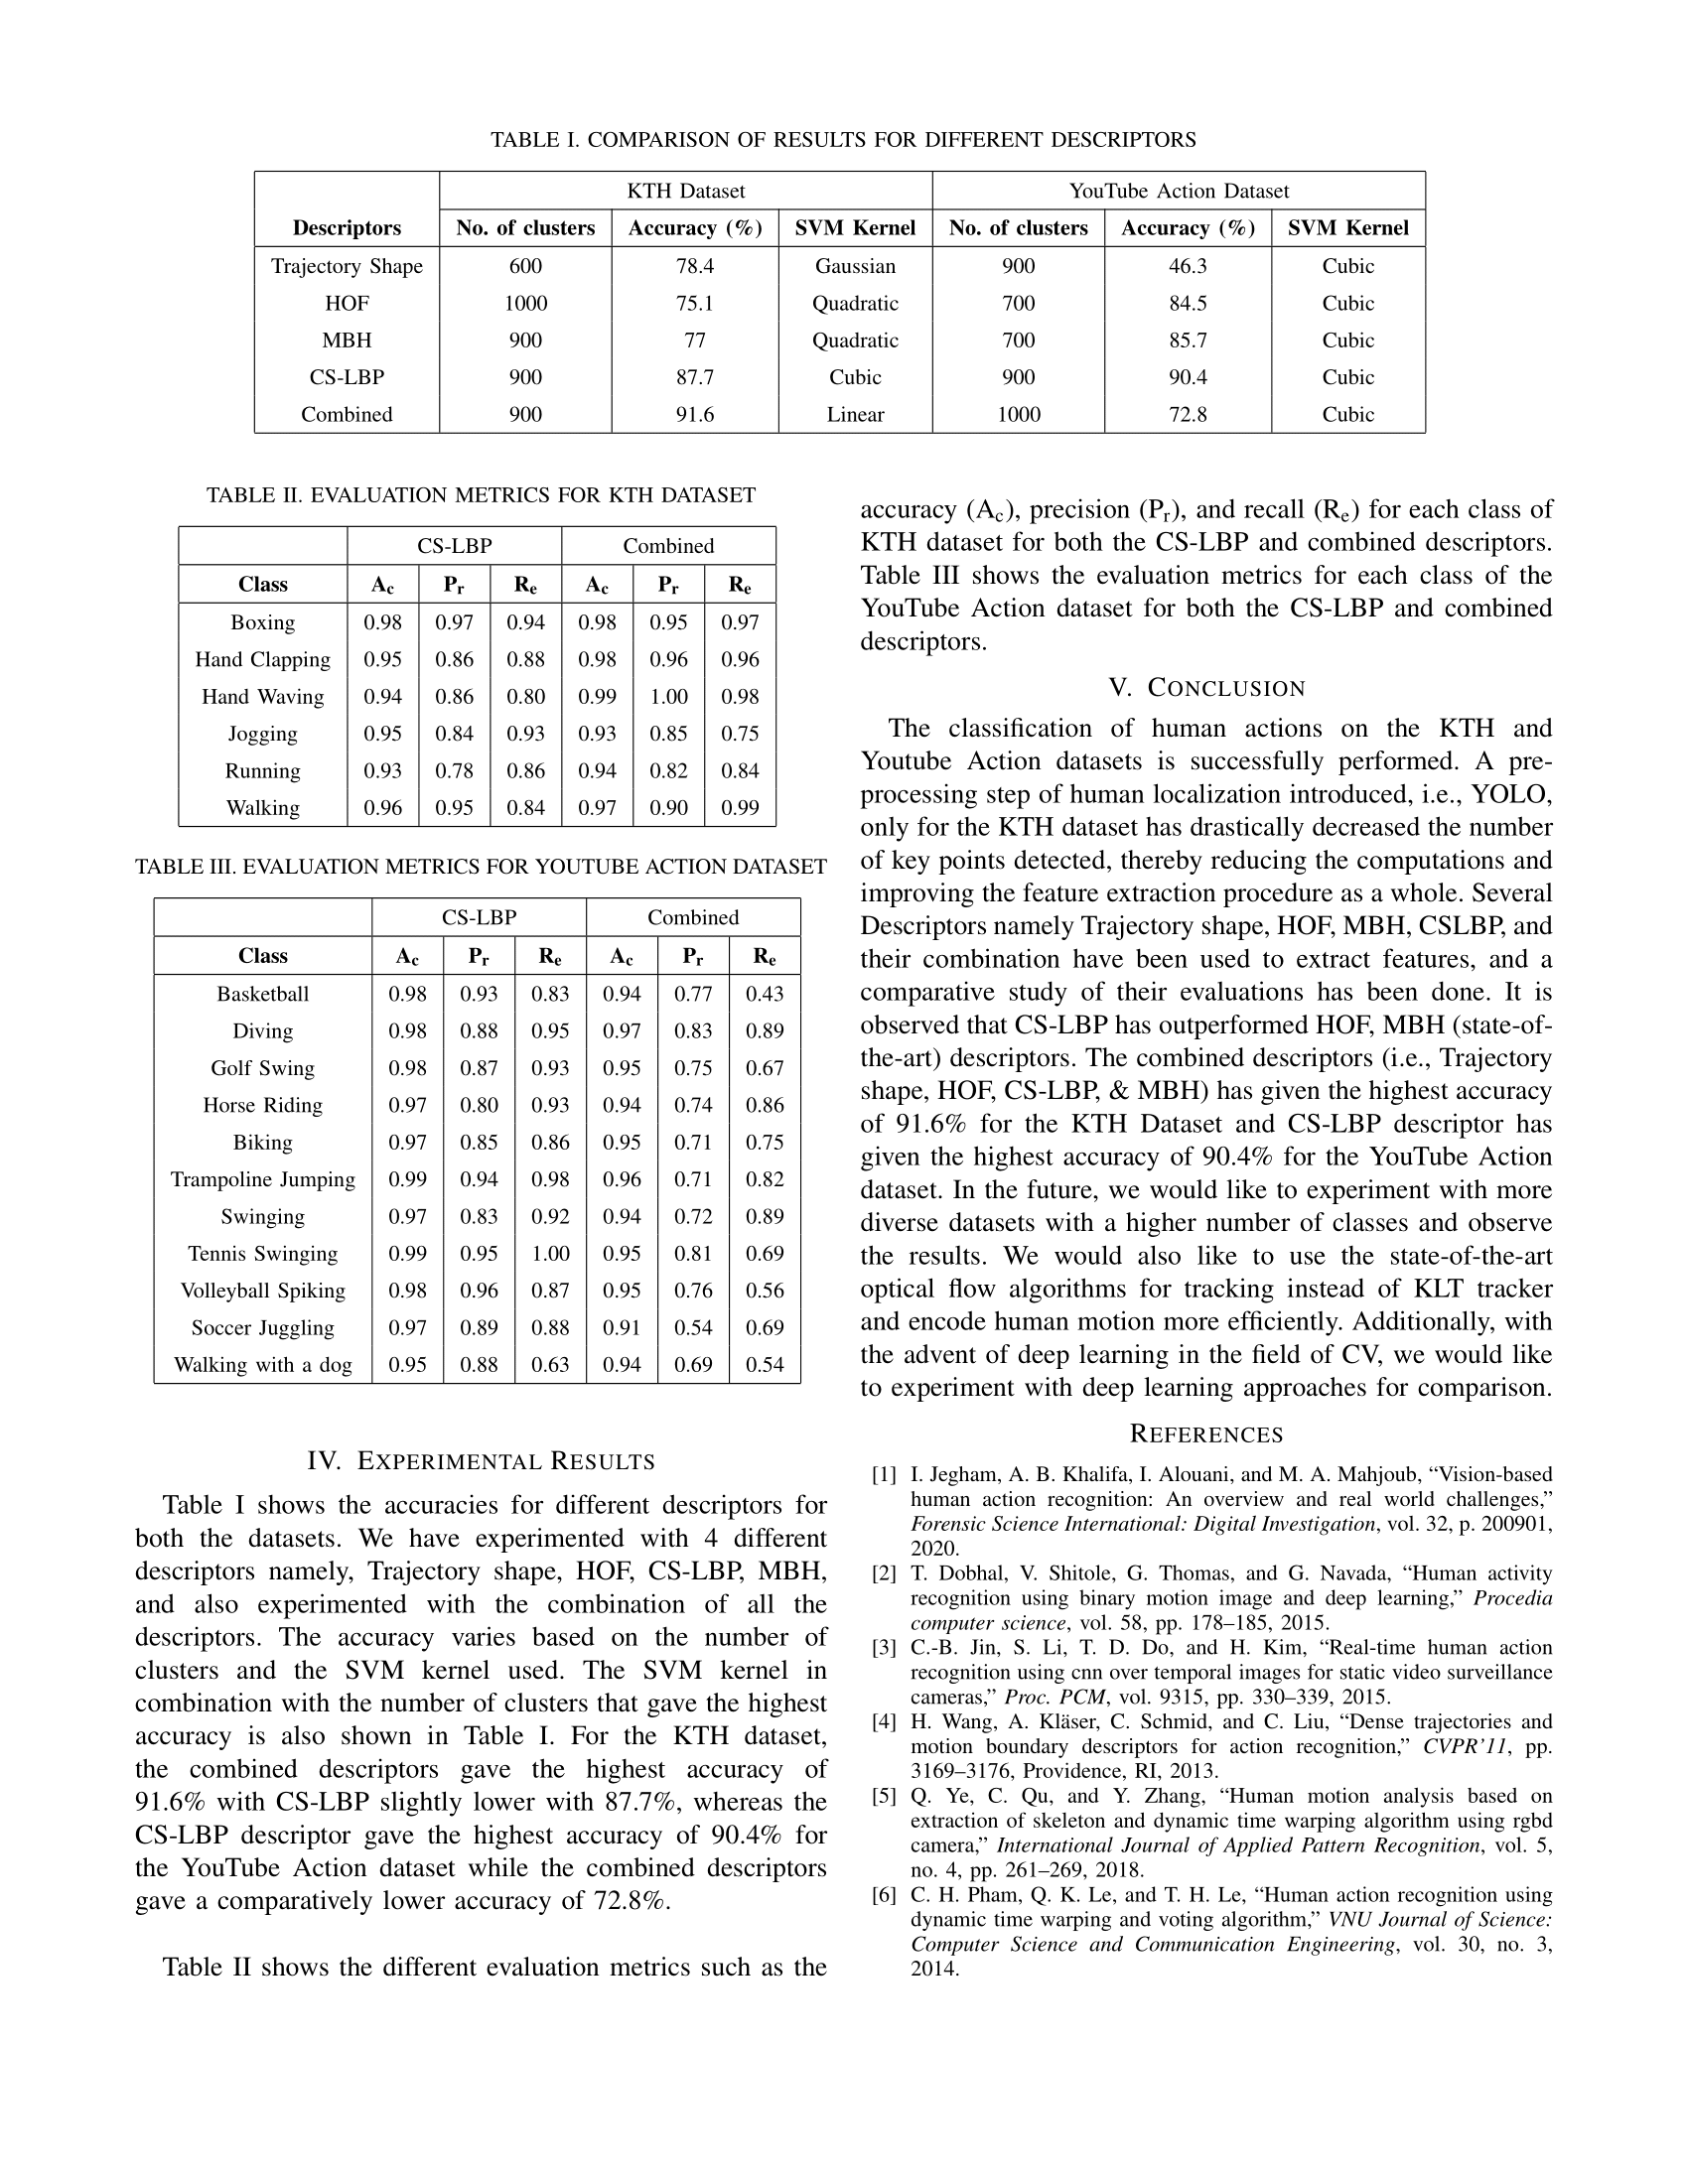 TABLE I. COMPARISON OF RESULTS FOR DIFFERENT DESCRIPTORS
KTH Dataset YouTube Action Dataset
Descriptors No. of clusters Accuracy (%) SVM Kernel No. of clusters Accuracy (%) SVM Kernel
Trajectory Shape 600 78.4 Gaussian 900 46.3 Cubic
HOF 1000 75.1 Quadratic 700 84.5 Cubic
MBH 900 77 Quadratic 700 85.7 Cubic
CS-LBP 900 87.7 Cubic 900 90.4 Cubic
Combined 900 91.6 Linear 1000 72.8 Cubic
TABLE II. EVALUATION METRICS FOR KTH DATASET
CS-LBP Combined
Class Ac Pr Re Ac Pr Re
Boxing 0.98 0.97 0.94 0.98 0.95 0.97
Hand Clapping 0.95 0.86 0.88 0.98 0.96 0.96
Hand Waving 0.94 0.86 0.80 0.99 1.00 0.98
Jogging 0.95 0.84 0.93 0.93 0.85 0.75
Running 0.93 0.78 0.86 0.94 0.82 0.84
Walking 0.96 0.95 0.84 0.97 0.90 0.99
TABLE III. EVALUATION METRICS FOR YOUTUBE ACTION DATASET
CS-LBP Combined
Class Ac Pr Re Ac Pr Re
Basketball 0.98 0.93 0.83 0.94 0.77 0.43
Diving 0.98 0.88 0.95 0.97 0.83 0.89
Golf Swing 0.98 0.87 0.93 0.95 0.75 0.67
Horse Riding 0.97 0.80 0.93 0.94 0.74 0.86
Biking 0.97 0.85 0.86 0.95 0.71 0.75
Trampoline Jumping 0.99 0.94 0.98 0.96 0.71 0.82
Swinging 0.97 0.83 0.92 0.94 0.72 0.89
Tennis Swinging 0.99 0.95 1.00 0.95 0.81 0.69
Volleyball Spiking 0.98 0.96 0.87 0.95 0.76 0.56
Soccer Juggling 0.97 0.89 0.88 0.91 0.54 0.69
Walking with a dog 0.95 0.88 0.63 0.94 0.69 0.54
IV. EXPERIMENTAL RESULTS
Table I shows the accuracies for different descriptors for
both the datasets. We have experimented with 4 different
descriptors namely, Trajectory shape, HOF, CS-LBP, MBH,
and also experimented with the combination of all the
descriptors. The accuracy varies based on the number of
clusters and the SVM kernel used. The SVM kernel in
combination with the number of clusters that gave the highest
accuracy is also shown in Table I. For the KTH dataset,
the combined descriptors gave the highest accuracy of
91.6% with CS-LBP slightly lower with 87.7%, whereas the
CS-LBP descriptor gave the highest accuracy of 90.4% for
the YouTube Action dataset while the combined descriptors
gave a comparatively lower accuracy of 72.8%.
Table II shows the different evaluation metrics such as the
accuracy (Ac), precision (Pr), and recall (Re) for each class of
KTH dataset for both the CS-LBP and combined descriptors.
Table III shows the evaluation metrics for each class of the
YouTube Action dataset for both the CS-LBP and combined
descriptors.
V. CONCLUSION
The classification of human actions on the KTH and
Youtube Action datasets is successfully performed. A pre-
processing step of human localization introduced, i.e., YOLO,
only for the KTH dataset has drastically decreased the number
of key points detected, thereby reducing the computations and
improving the feature extraction procedure as a whole. Several
Descriptors namely Trajectory shape, HOF, MBH, CSLBP, and
their combination have been used to extract features, and a
comparative study of their evaluations has been done. It is
observed that CS-LBP has outperformed HOF, MBH (state-of-
the-art) descriptors. The combined descriptors (i.e., Trajectory
shape, HOF, CS-LBP, & MBH) has given the highest accuracy
of 91.6% for the KTH Dataset and CS-LBP descriptor has
given the highest accuracy of 90.4% for the YouTube Action
dataset. In the future, we would like to experiment with more
diverse datasets with a higher number of classes and observe
the results. We would also like to use the state-of-the-art
optical flow algorithms for tracking instead of KLT tracker
and encode human motion more efficiently. Additionally, with
the advent of deep learning in the field of CV, we would like
to experiment with deep learning approaches for comparison.
REFERENCES
[1] I. Jegham, A. B. Khalifa, I. Alouani, and M. A. Mahjoub, “Vision-based
human action recognition: An overview and real world challenges,”
Forensic Science International: Digital Investigation, vol. 32, p. 200901,
2020.
[2] T. Dobhal, V. Shitole, G. Thomas, and G. Navada, “Human activity
recognition using binary motion image and deep learning,” Procedia
computer science, vol. 58, pp. 178–185, 2015.
[3] C.-B. Jin, S. Li, T. D. Do, and H. Kim, “Real-time human action
recognition using cnn over temporal images for static video surveillance
cameras,” Proc. PCM, vol. 9315, pp. 330–339, 2015.
[4] H. Wang, A. Kläser, C. Schmid, and C. Liu, “Dense trajectories and
motion boundary descriptors for action recognition,” CVPR’11, pp.
3169–3176, Providence, RI, 2013.
[5] Q. Ye, C. Qu, and Y. Zhang, “Human motion analysis based on
extraction of skeleton and dynamic time warping algorithm using rgbd
camera,” International Journal of Applied Pattern Recognition, vol. 5,
no. 4, pp. 261–269, 2018.
[6] C. H. Pham, Q. K. Le, and T. H. Le, “Human action recognition using
dynamic time warping and voting algorithm,” VNU Journal of Science:
Computer Science and Communication Engineering, vol. 30, no. 3,
2014.